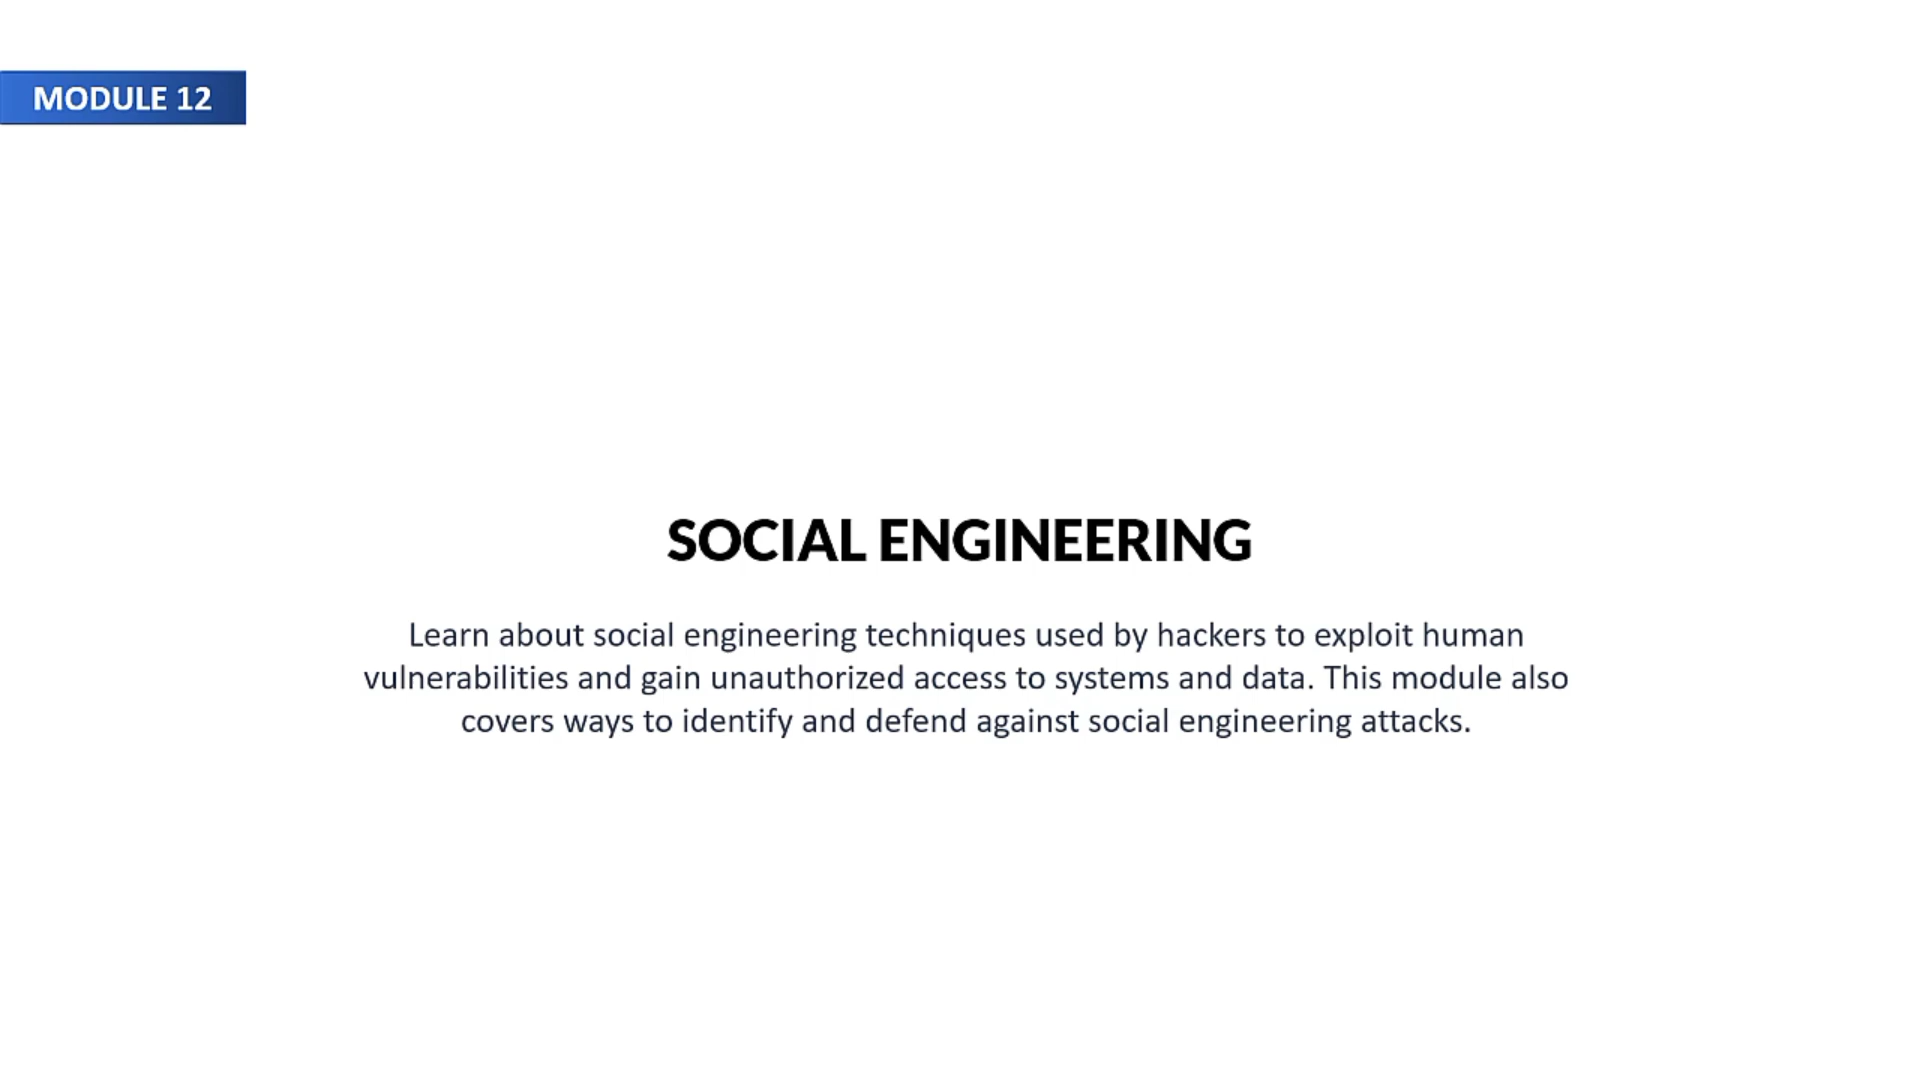 MODULE 12
SOCIAL ENGINEERING
Learn about social engineering techniques used by hackers to exploit human
vulnerabilities and gain unauthorized access to systems and data. This module also
covers ways to identify and defend against social engineering attacks.